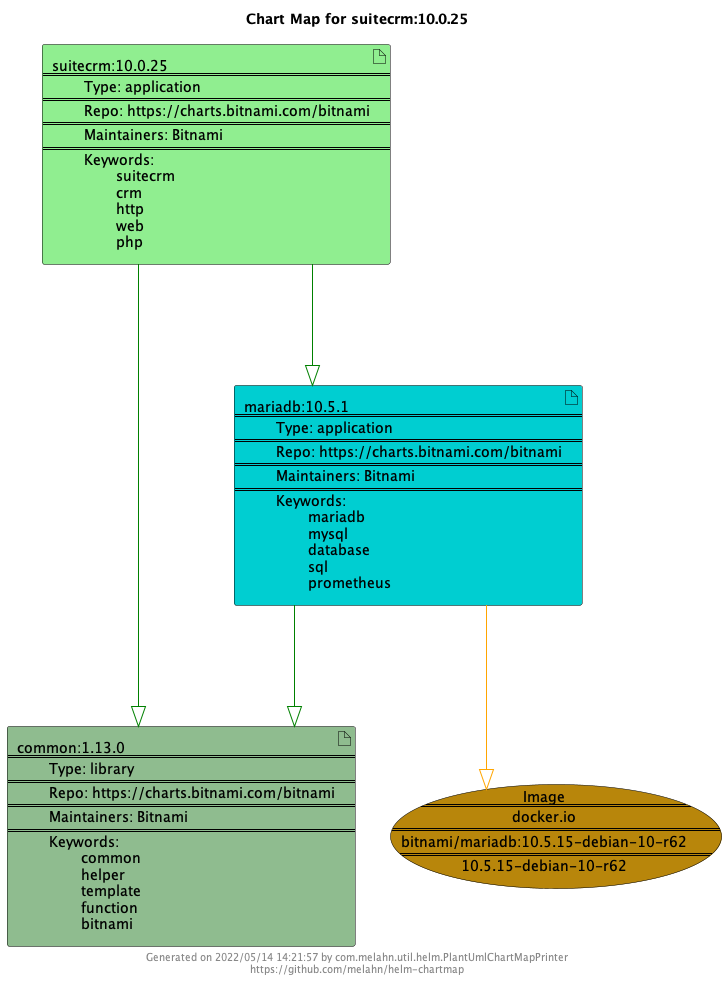 Chart Map for suitecrm:10.0.25
suitecrm:10.0.25
Type: application
Repo: https://charts.bitnami.com/bitnami
Maintainers: Bitnami
Keywords:
suitecrm
crm
http
web
php
mariadb:10.5.1
Type: application
Repo: https://charts.bitnami.com/bitnami
Maintainers: Bitnami
Keywords:
mariadb
mysql
database
sql
prometheus
common:1.13.0
Type: library
Repo: https://charts.bitnami.com/bitnami
Maintainers: Bitnami
Keywords:
common
helper
template
function
bitnami
Image
docker.io
bitnami/mariadb:10.5.15-debian-10-r62
10.5.15-debian-10-r62
Generated on 2022/05/14 14:21:57 by com.melahn.util.helm.PlantUmlChartMapPrinter
https://github.com/melahn/helm-chartmap